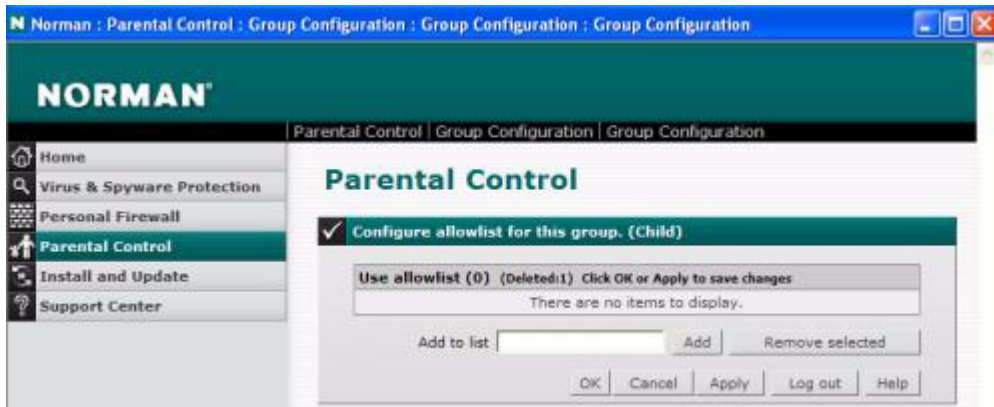 Norman : Parental Control : Group Configuration : Group Configuration : Group Configuration
NORMAN
Parental Control | Group Configuration | Group Configuration
Home
Virus & Spyware Protection
Personal Firewall
Parental Control
Install and Update
Support Center
Parental Control
Configure allowlist for this group. (Child)
Use allowlist (0) (Deleted:1) Click OK or Apply to save changes
There are no items to display.
Add to list Add Remove selected
OK Cancel Apply Log out Help